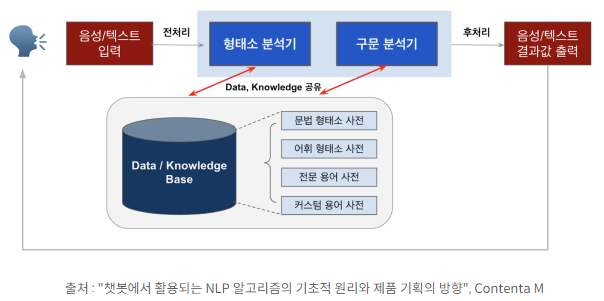 음성/텍스트
입력
전처리
형태소 분석기
구문 분석기
후처리
음성/텍스트
결과값 출력
Data, Knowledge 공유
Data / Knowledge
Base
문법 형태소 사전
어휘 형태소 사전
전문 용어 사전
커스텀 용어 사전
출처 : "챗봇에서 활용되는 NLP 알고리즘의 기초적 원리와 제품 기획의 방향", Contenta M